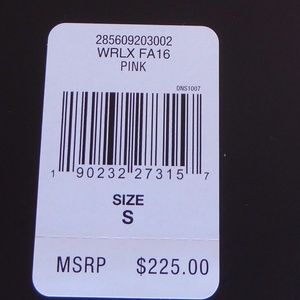 285609203002
WRLX FA16
PINK
DNS1007
1 90232 27315 7
SIZE
S
MSRP $225.00